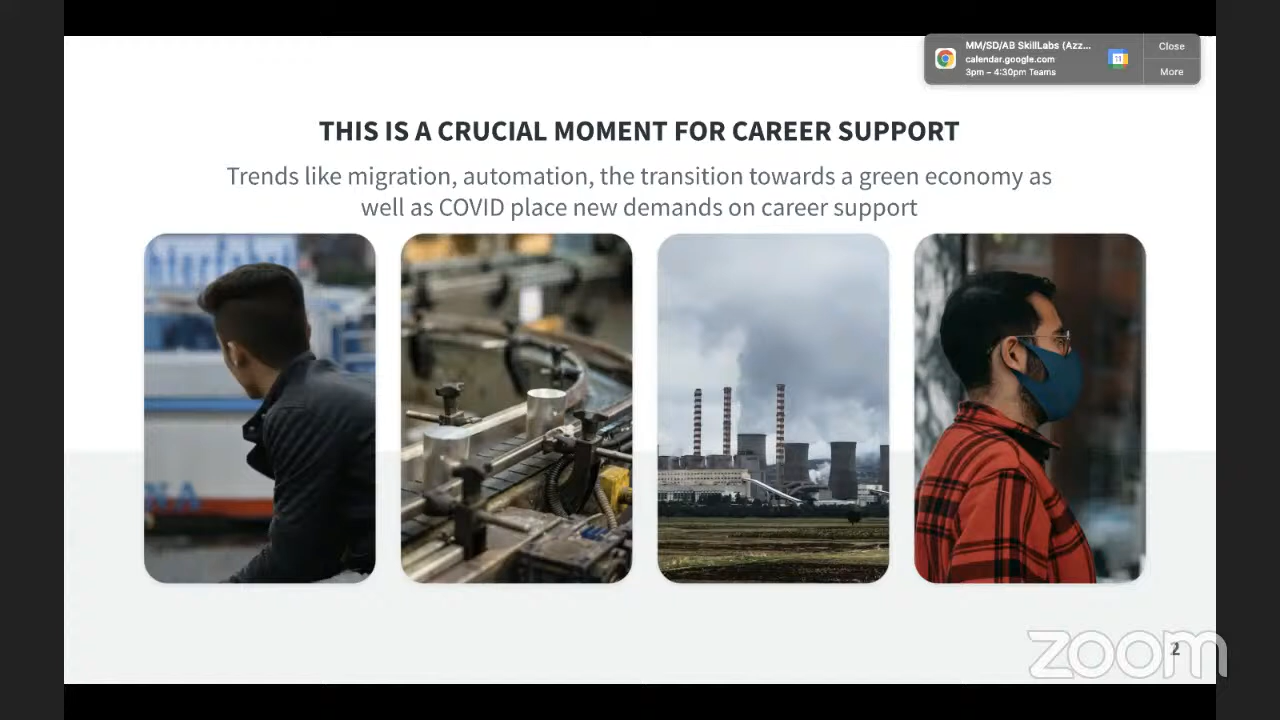 MM/SD/AB SkillLabs (Azz...
calendar.google.com
3pm – 4:30pm Teams
Close
More
THIS IS A CRUCIAL MOMENT FOR CAREER SUPPORT
Trends like migration, automation, the transition towards a green economy as
well as COVID place new demands on career support
NA
2
zoom